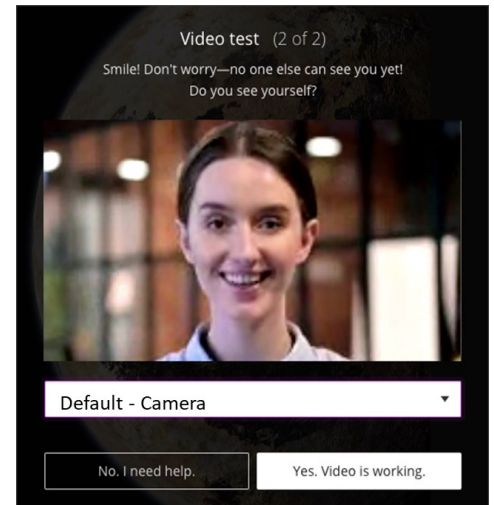 Video test (2 of 2)
Smile! Don't worry—no one else can see you yet!
Do you see yourself?
Default - Camera
No. I need help.
Yes. Video is working.